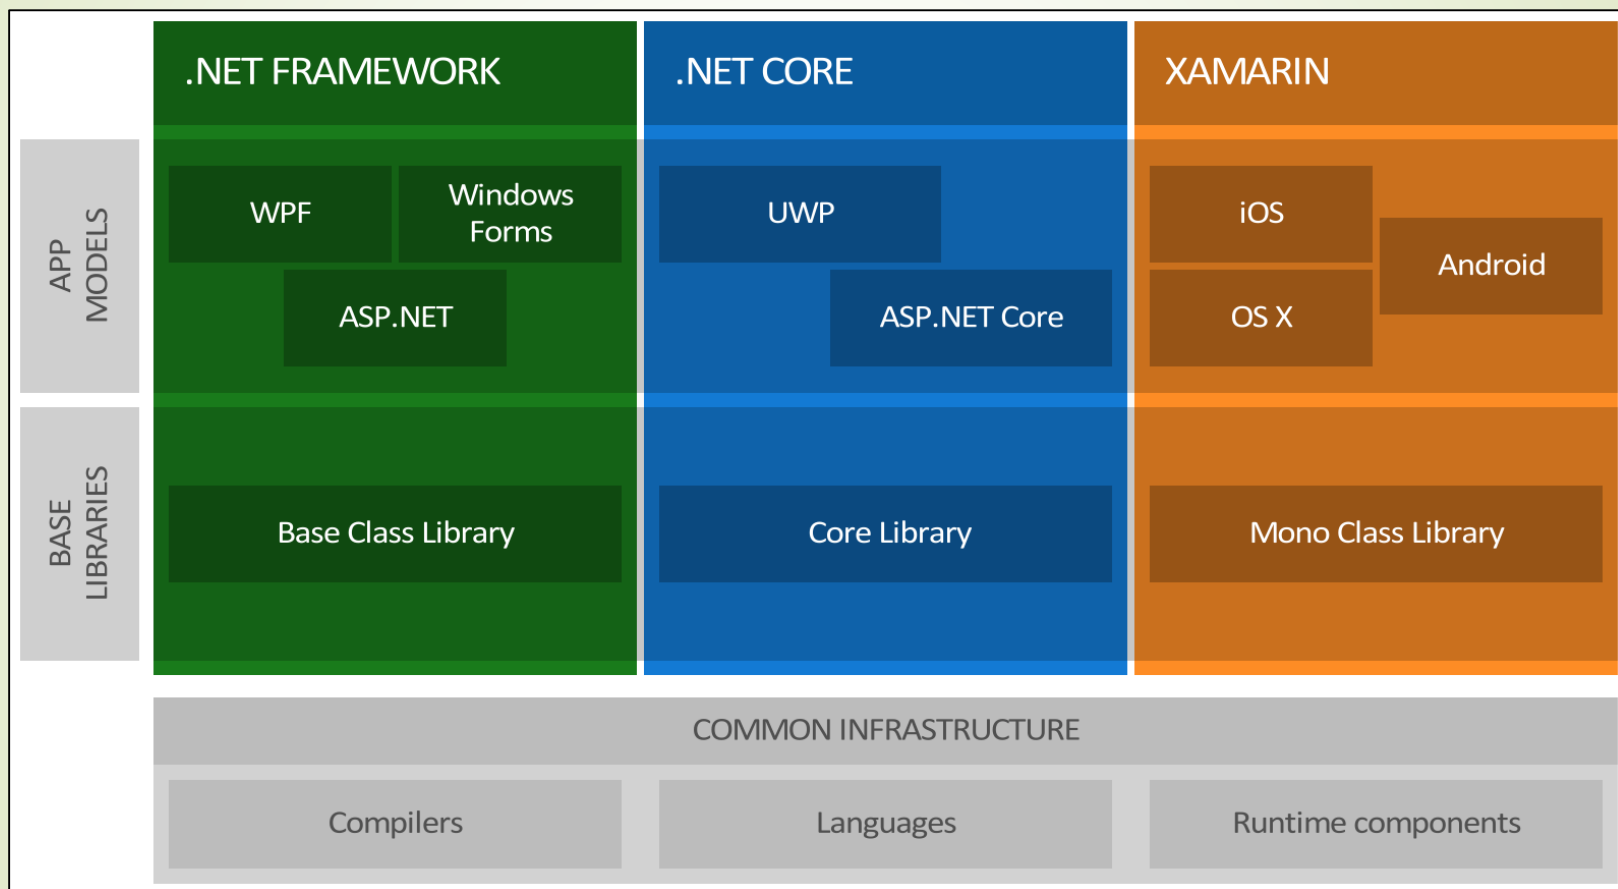 .NET FRAMEWORK
.NET CORE
XAMARIN
APP
MODELS
WPF
Windows
Forms
ASP.NET
UWP
ASP.NET Core
iOS
Android
OS X
BASE
LIBRARIES
Base Class Library
Core Library
Mono Class Library
COMMON INFRASTRUCTURE
Compilers
Languages
Runtime components